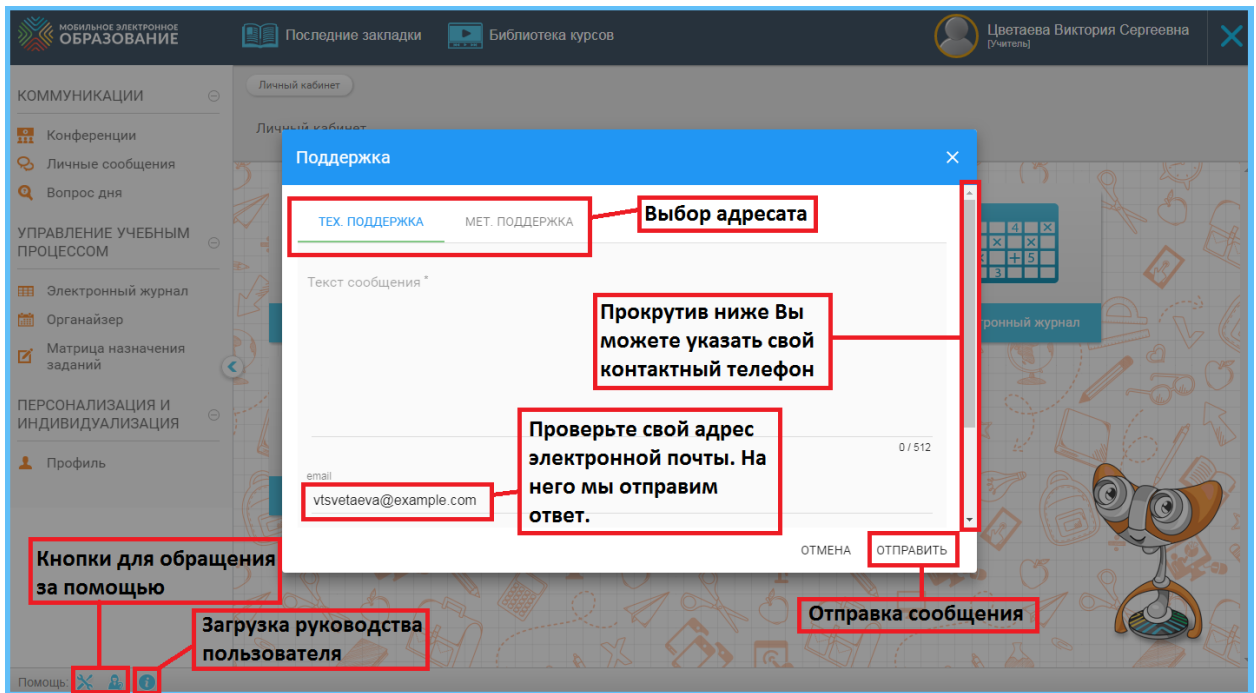 МОБИЛЬНОЕ ЭЛЕКТРОННОЕ
ОБРАЗОВАНИЕ
Последние закладки
Библиотека курсов
Цветаева Виктория Сергеевна
[Учитель]
КОММУНИКАЦИИ
Конференции
Личные сообщения
Вопрос дня
УПРАВЛЕНИЕ УЧЕБНЫМ
ПРОЦЕССОМ
Электронный журнал
Органайзер
Матрица назначения
заданий
ПЕРСОНАЛИЗАЦИЯ И
ИНДИВИДУАЛИЗАЦИЯ
Профиль
Личный кабинет
Личный кабинет
Поддержка
ТЕХ. ПОДДЕРЖКА
МЕТ. ПОДДЕРЖКА
Выбор адресата
Текст сообщения *
Прокрутив ниже Вы
можете указать свой
контактный телефон
ронный журнал
Проверьте свой адрес
электронной почты. На
него мы отправим
ответ.
0 / 512
email
vtsvetaeva@example.com
ОТМЕНА
ОТПРАВИТЬ
Отправка сообщения
Кнопки для обращения
за помощью
Загрузка руководства
пользователя
Помощь: